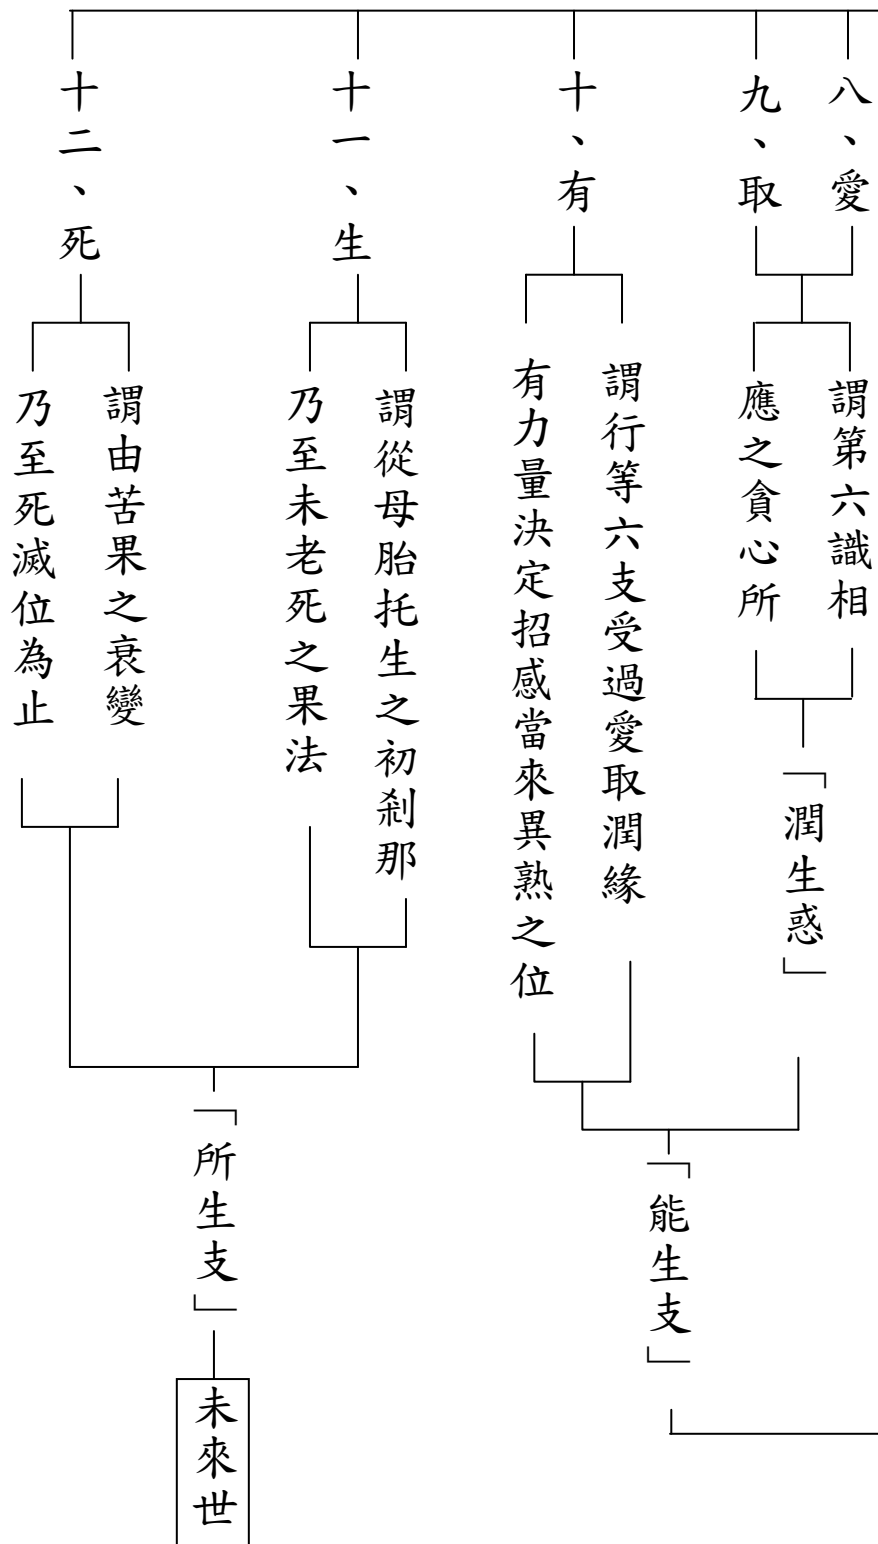 八、愛
九、取
謂第六識相
應之貪心所
「潤生惑」
十、有
謂行等六支受過愛取潤緣
有力量決定招感當來異熟之位
「能生支」
十一、生
謂從母胎托生之初剎那
乃至未老死之果法
十二、死
謂由苦果之衰變
乃至死滅位為止
「所生支」
未來世